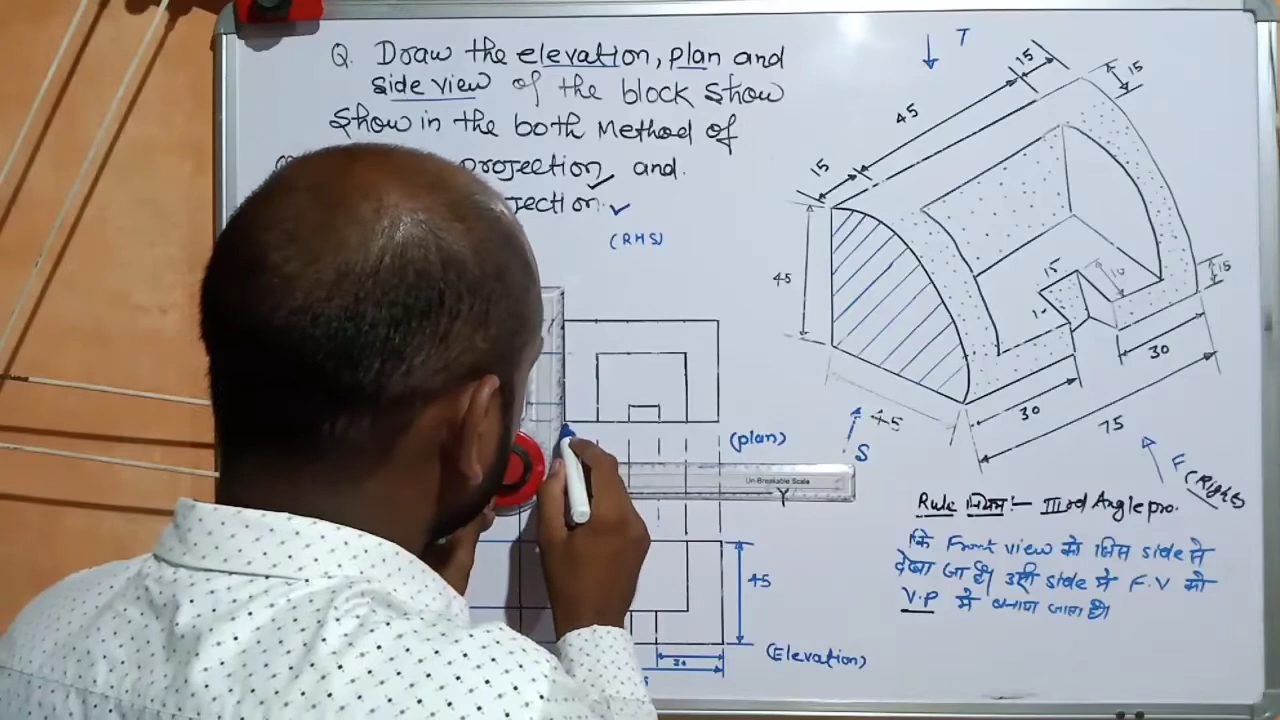 Q. Draw the elevation, plan and
side view of the block show
show in the both Method of
projection and
jection
(RHS)
T
15
45
15
15
45
15
10
15
30
30
75
45
S
F (Right)
(plan)
Un-Breakable Scale
Y
45
30
(Elevation)
Rule नियम :- IIIrd Angle pro.
कि Front view को जिस side से
देखा जाता है। उसी side में F.V को
V.P में बनाया जाता है।